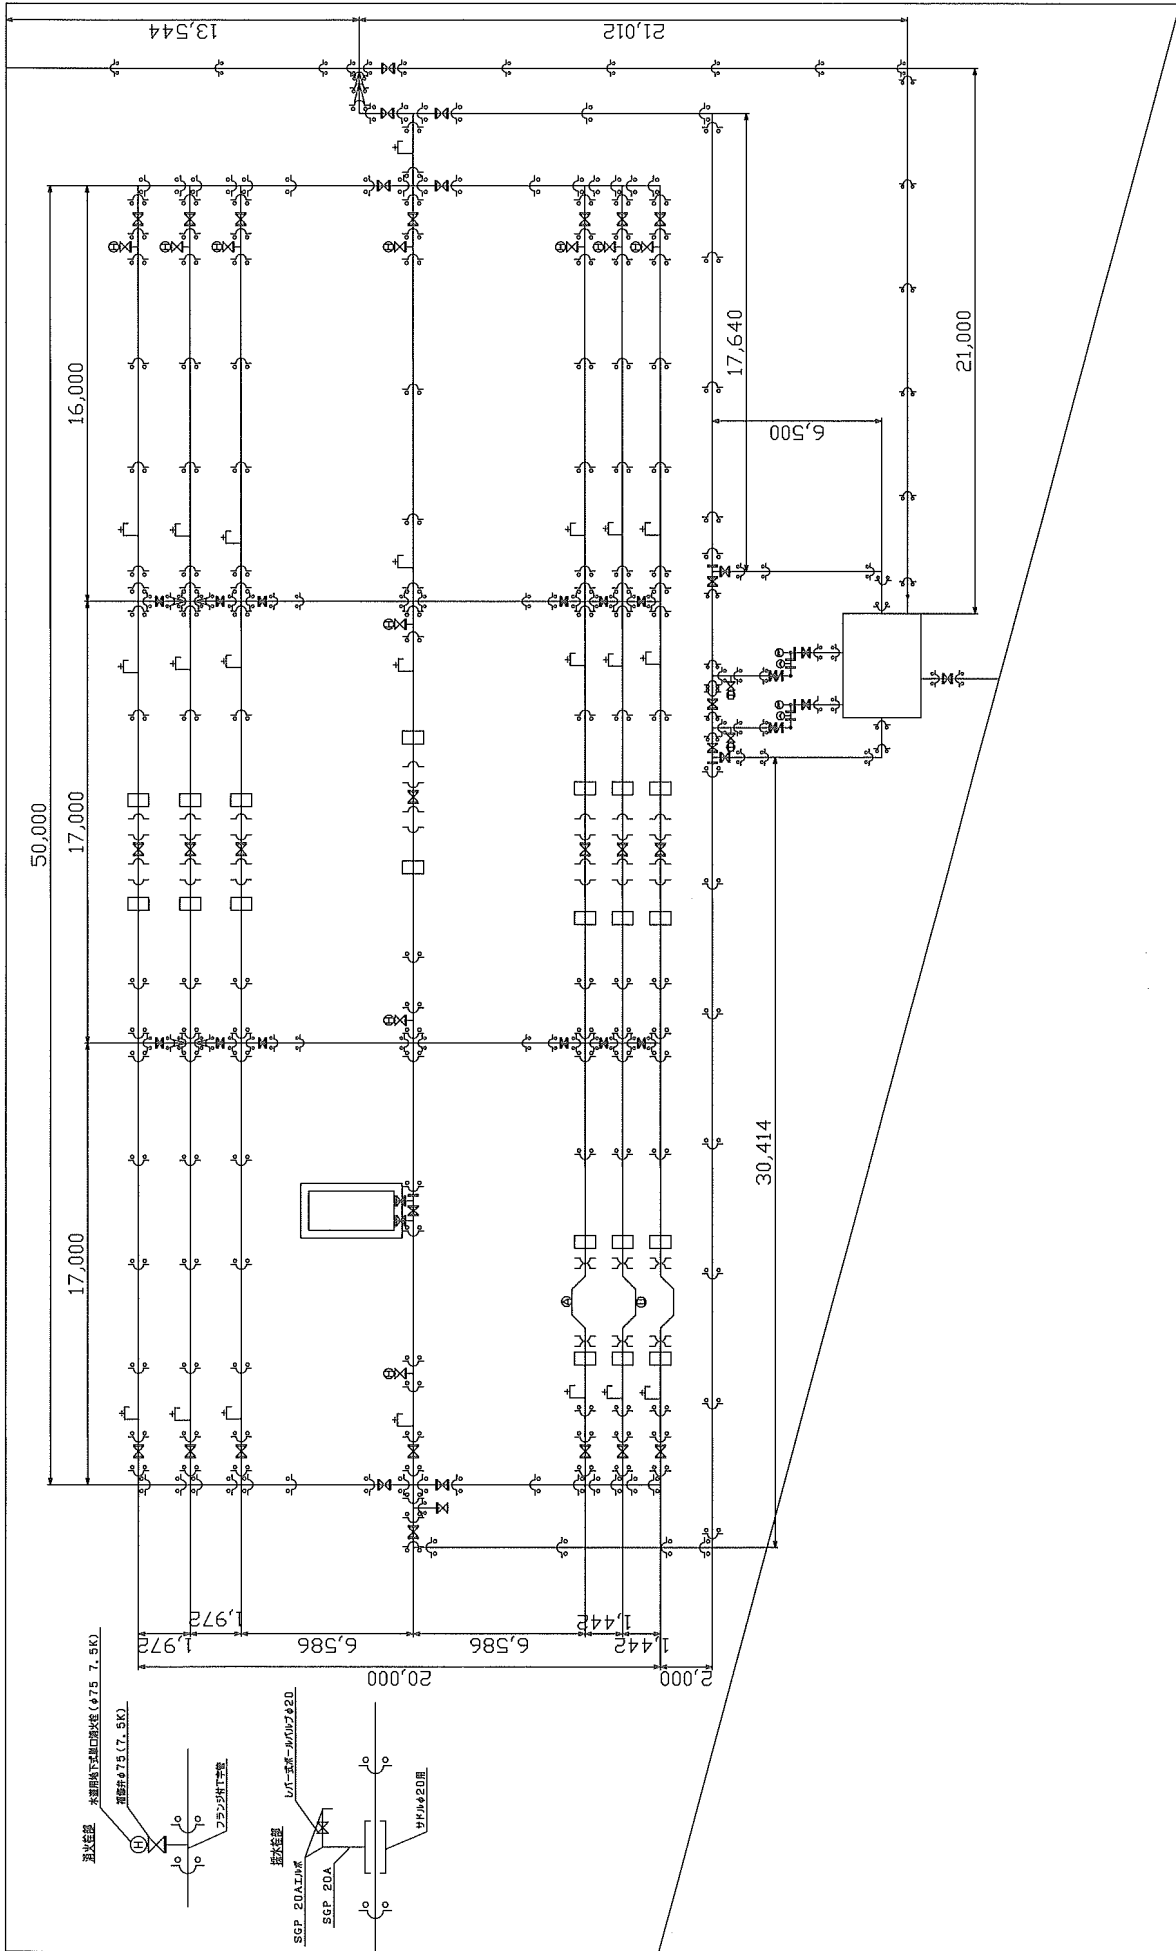 消火栓部
水道用地下式単口消火栓(φ75 7.5K)
補修弁φ75(7.5K)
フランジ付T字管
採水栓部
レバー式ボールバルブφ20
SGP 20Aエルボ
SGP 20A
サドルφ20用
50,000
17,000
17,000
16,000
13,544
21,012
17,640
6,500
21,000
30,414
1,972
1,972
6,586
6,586
1,442
1,442
20,000
2,000
H
H
H
H
H
H
H
H
H
H
H
A